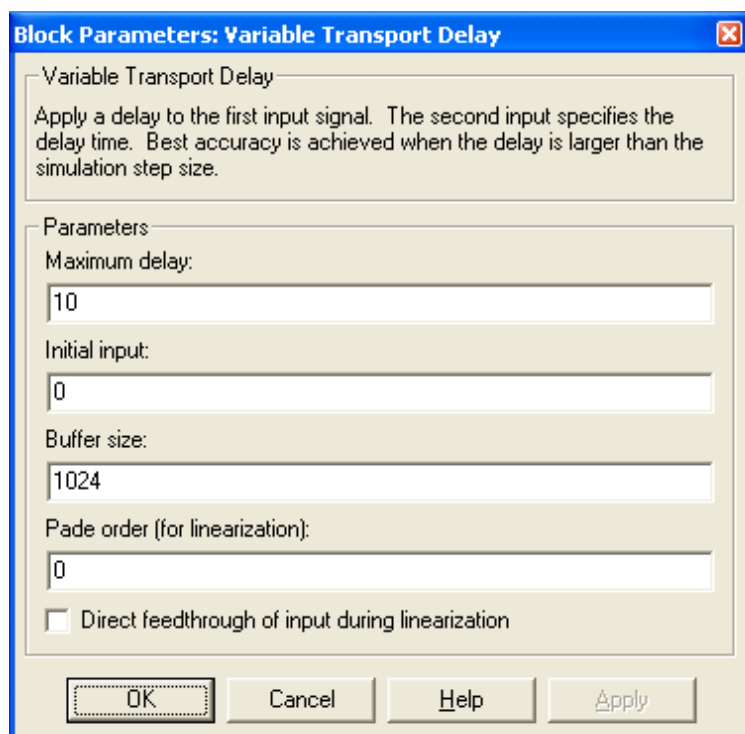 Block Parameters: Variable Transport Delay
Variable Transport Delay
Apply a delay to the first input signal.  The second input specifies the
delay time.  Best accuracy is achieved when the delay is larger than the
simulation step size.
Parameters
Maximum delay:
10
Initial input:
0
Buffer size:
1024
Pade order (for linearization):
0
Direct feedthrough of input during linearization
OK Cancel Help Apply